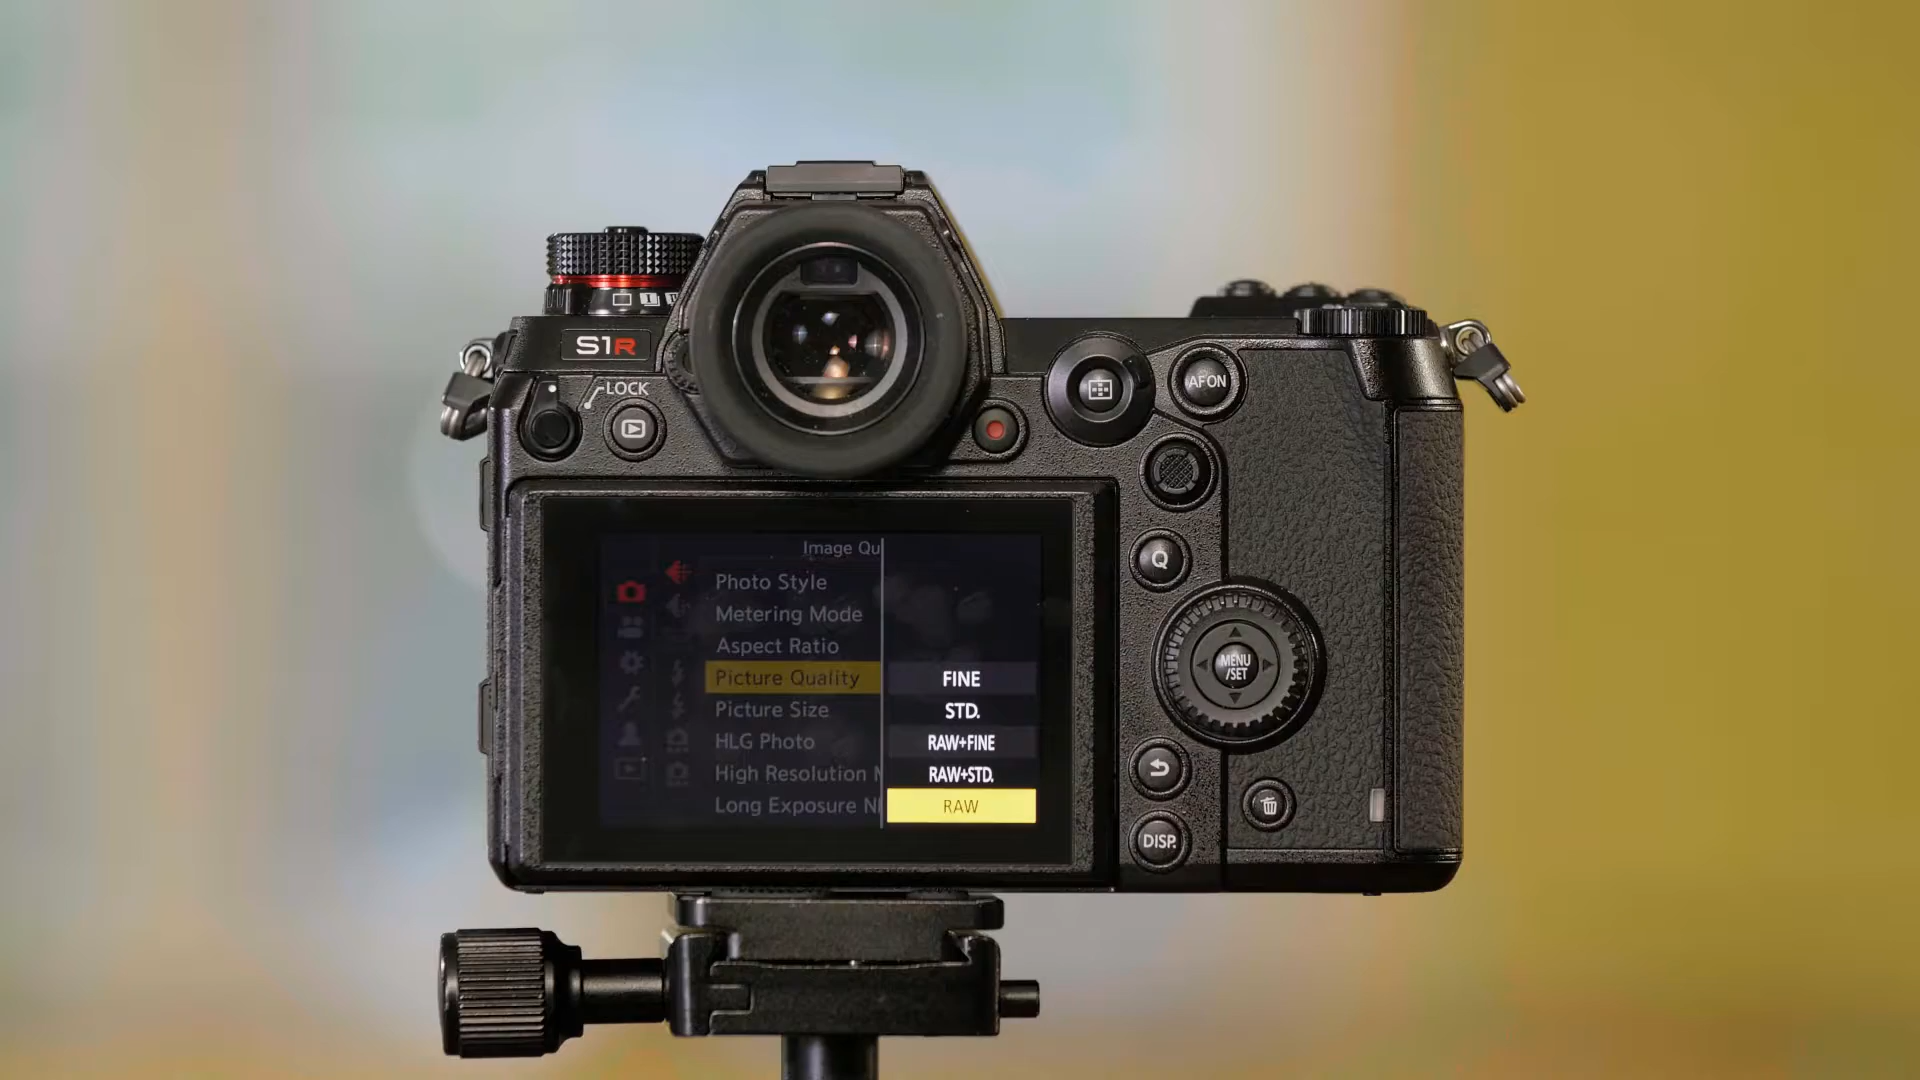 S1R
LOCK
AF ON
Q
MENU
/SET
DISP.
Image Qu
Photo Style
Metering Mode
Aspect Ratio
Picture Quality
Picture Size
HLG Photo
High Resolution
Long Exposure
FINE
STD.
RAW+FINE
RAW+STD.
RAW